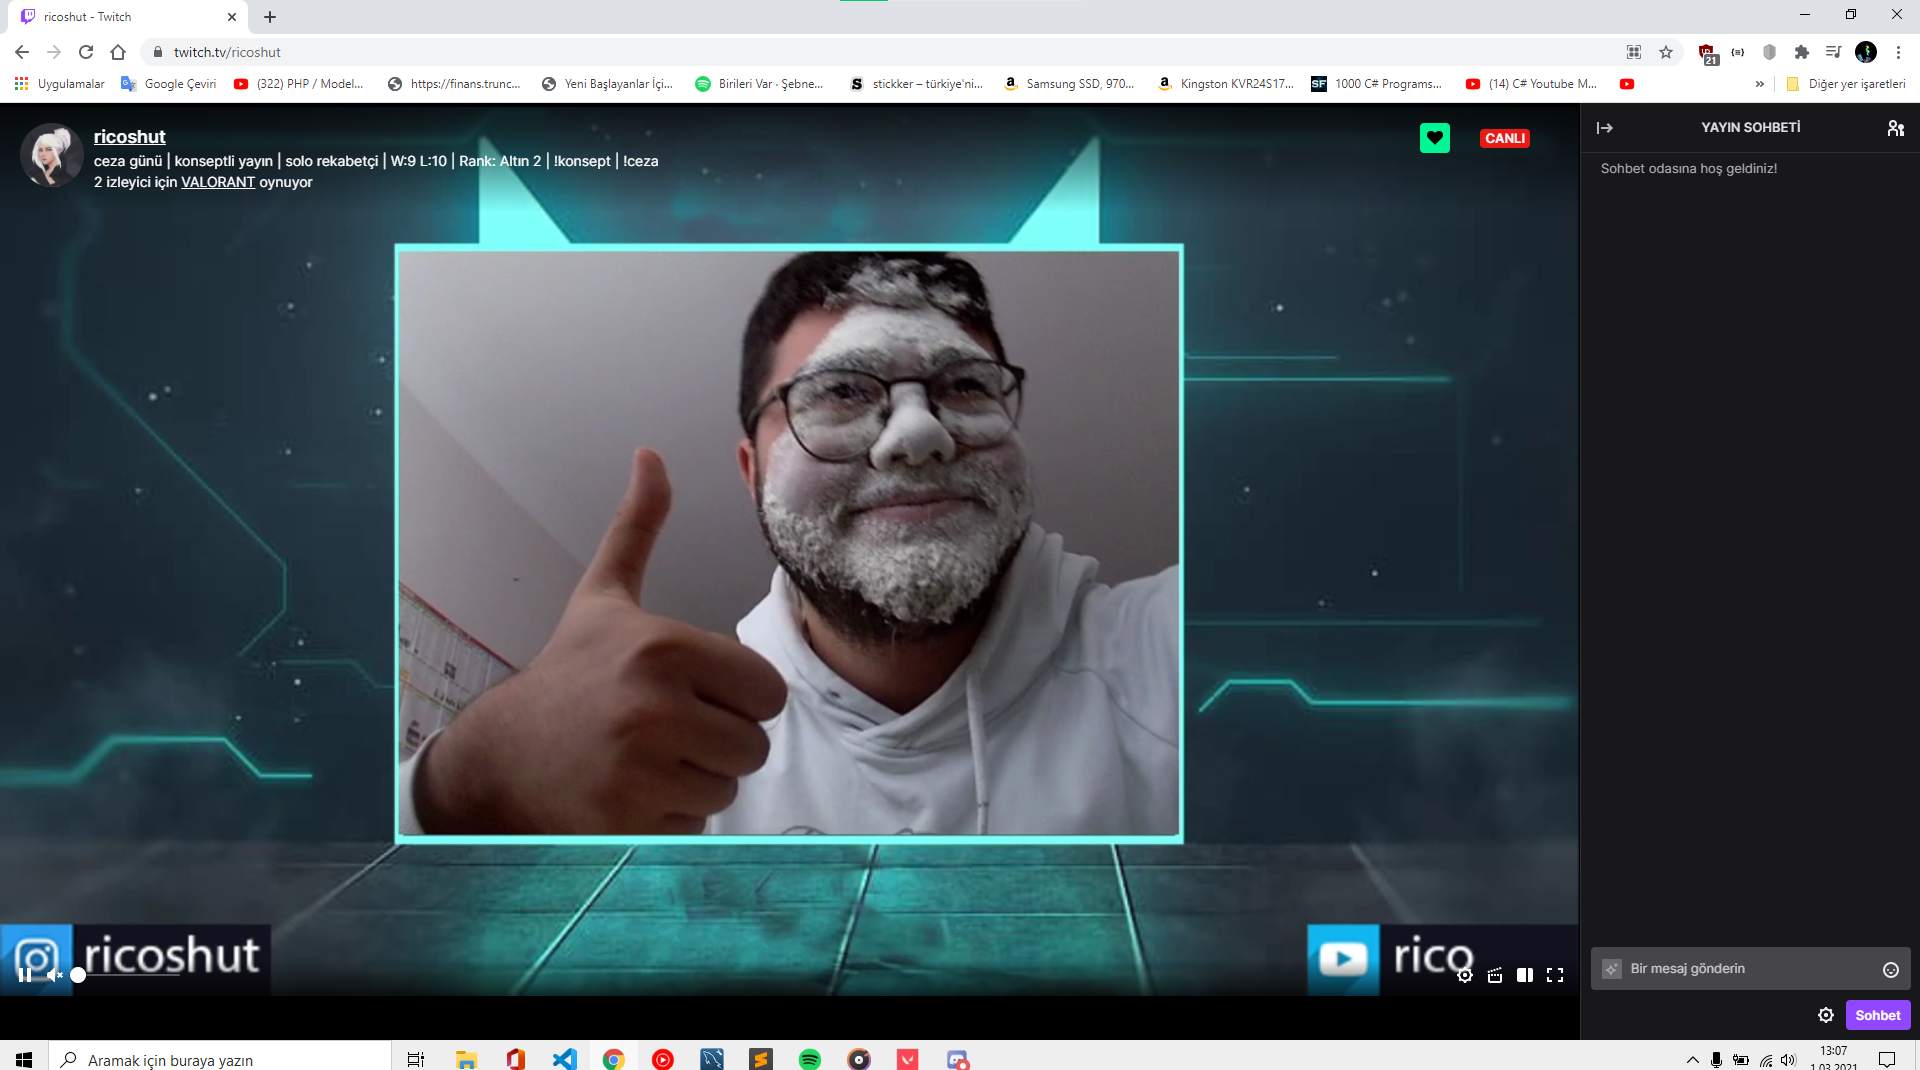 ricoshut - Twitch
twitch.tv/ricoshut
21
Uygulamalar
Google Çeviri
(322) PHP / Model...
https://finans.trunc...
Yeni Başlayanlar İçi...
Birileri Var · Şebne...
stickker – türkiye'ni...
Samsung SSD, 970...
Kingston KVR24S17...
SF
1000 C# Programs...
(14) C# Youtube M...
»
Diğer yer işaretleri
ricoshut
ceza günü | konseptli yayın | solo rekabetçi | W:9 L:10 | Rank: Altın 2 | !konsept | !ceza
2 izleyici için VALORANT oynuyor
CANLI
YAYIN SOHBETİ
Sohbet odasına hoş geldiniz!
ricoshut
rico
Bir mesaj gönderin
Sohbet
Aramak için buraya yazın
13:07
1.03.2021